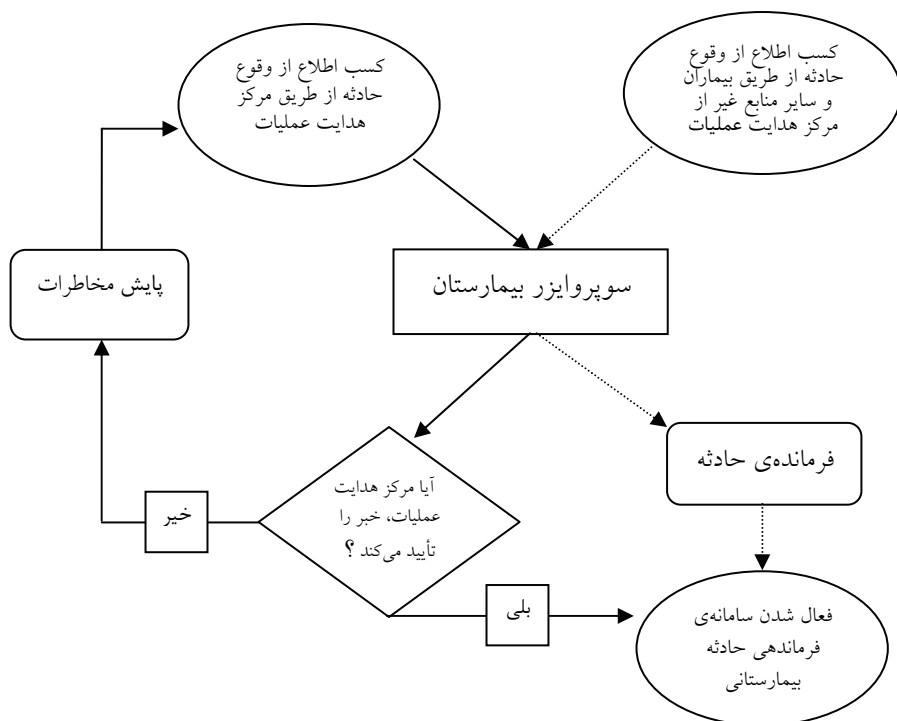 کسب اطلاع از وقوع
حادثه از طریق بیماران
و سایر منابع غیر از
مرکز هدایت عملیات
کسب اطلاع از وقوع
حادثه از طریق مرکز
هدایت عملیات
سوپروایزر بیمارستان
پایش مخاطرات
فرمانده‌ی حادثه
آیا مرکز هدایت
عملیات، خبر را
تأیید می‌کند ؟
خیر
بلی
فعال شدن سامانه‌ی
فرماندهی حادثه
بیمارستانی